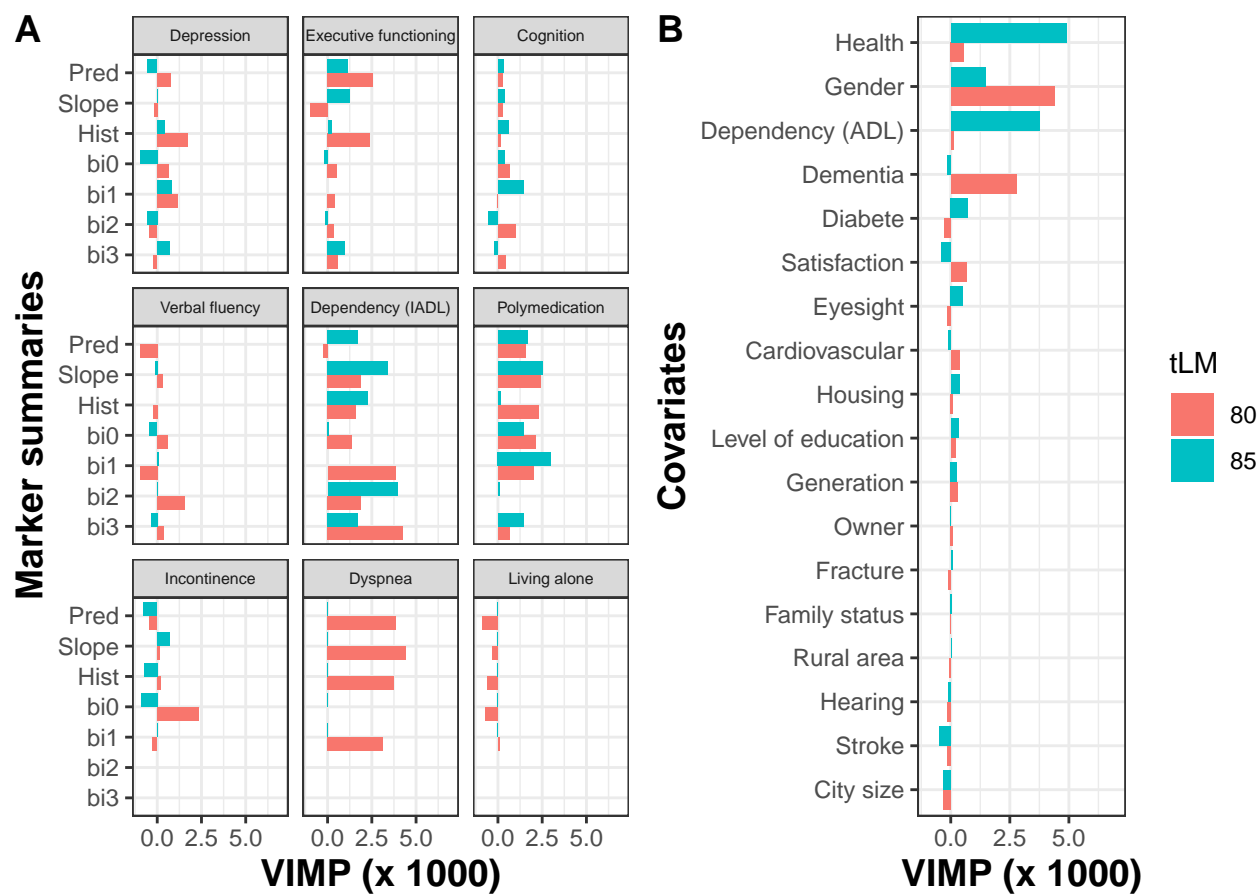 A
Depression
Executive functioning
Cognition
Pred
Slope
Hist
bi0
bi1
bi2
bi3
Verbal fluency
Dependency (IADL)
Polymedication
Pred
Slope
Hist
bi0
bi1
bi2
bi3
Incontinence
Dyspnea
Living alone
Pred
Slope
Hist
bi0
bi1
bi2
bi3
0.0 2.5 5.0
0.0 2.5 5.0
0.0 2.5 5.0
VIMP (x 1000)
Marker summaries
B
Health
Gender
Dependency (ADL)
Dementia
Diabete
Satisfaction
Eyesight
Cardiovascular
Housing
Level of education
Generation
Owner
Fracture
Family status
Rural area
Hearing
Stroke
City size
0.0 2.5 5.0
VIMP (x 1000)
Covariates
tLM
80
85